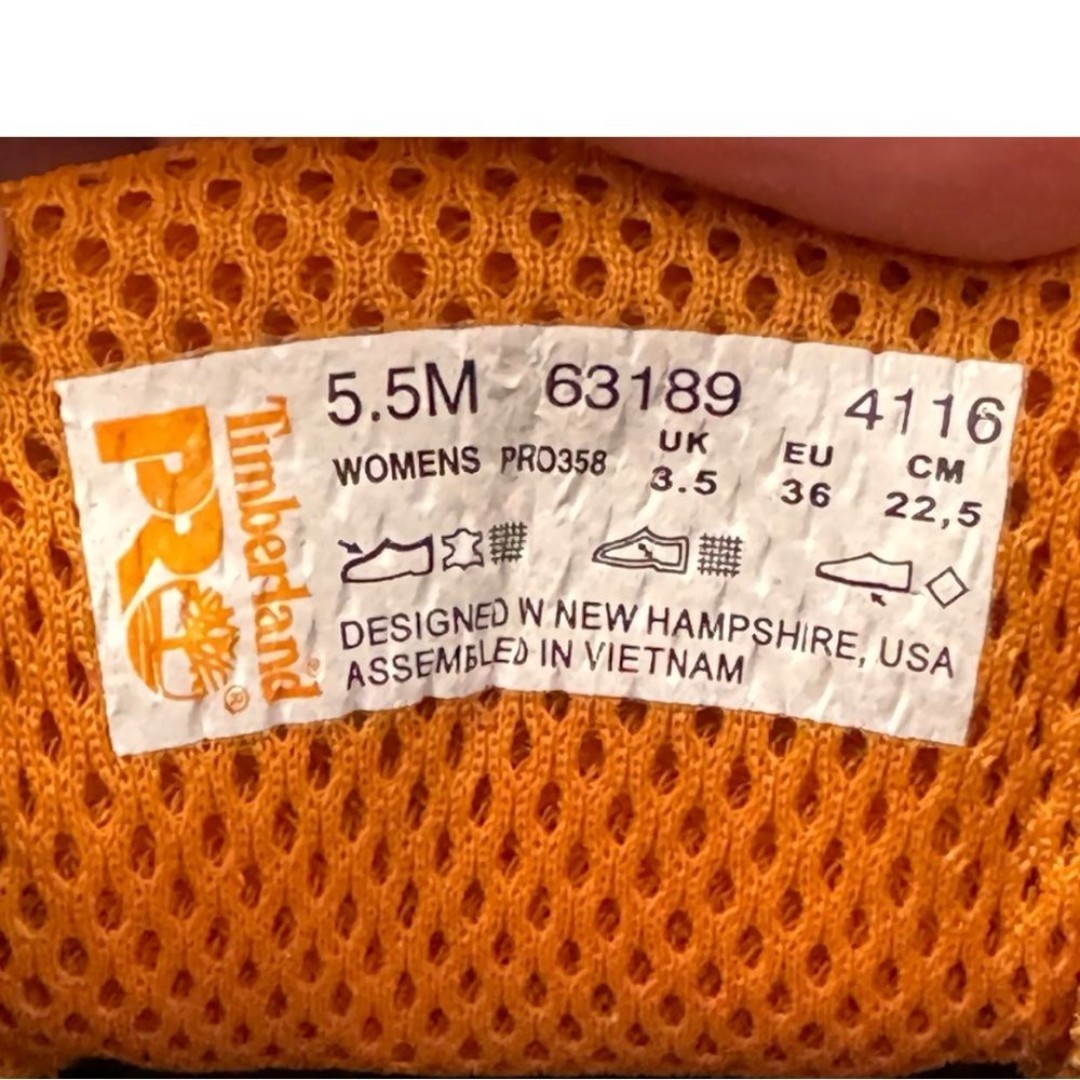 PRO®
Timberland®
5.5M 63189 4116
WOMENS PRO358 UK 3.5 EU 36 CM 22,5
DESIGNED IN NEW HAMPSHIRE, USA
ASSEMBLED IN VIETNAM